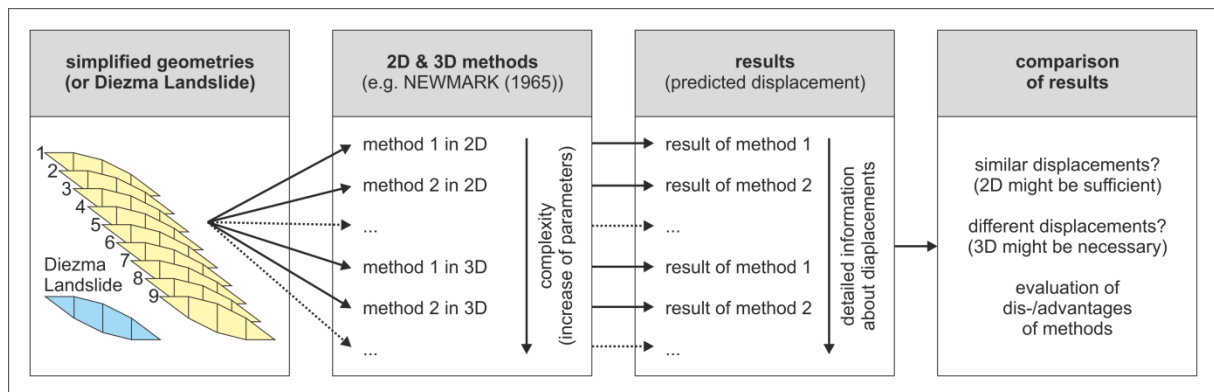 simplified geometries
(or Diezma Landslide)
1
2
3
4
5
6
7
8
9
Diezma
Landslide
2D & 3D methods
(e.g. NEWMARK (1965))
method 1 in 2D
method 2 in 2D
...
method 1 in 3D
method 2 in 3D
...
complexity
(increase of parameters)
results
(predicted displacement)
result of method 1
result of method 2
...
result of method 1
result of method 2
...
detailed information
about diaplacements
comparison
of results
similar displacements?
(2D might be sufficient)
different displacements?
(3D might be necessary)
evaluation of
dis-/advantages
of methods